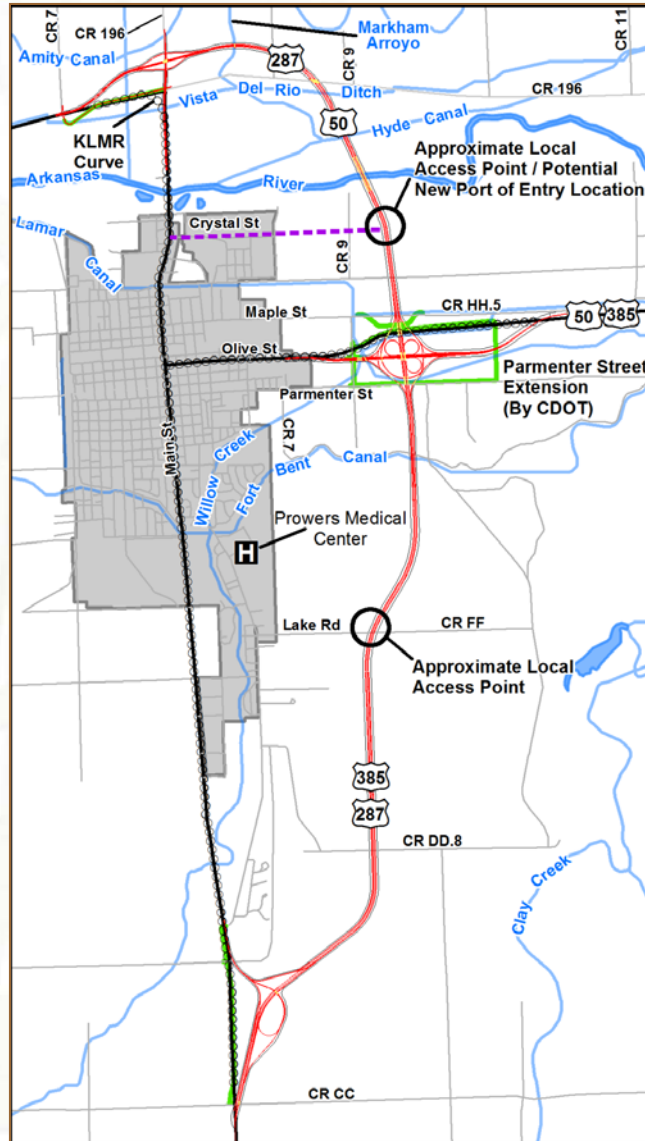 CR 7
CR 196
Markham
Arroyo
CR 11
Amity Canal
287
CR 9
Vista
Del Rio
Ditch
CR 196
50
Hyde Canal
KLMR
Curve
Approximate Local
Access Point / Potential
New Port of Entry Location
Arkansas
River
Crystal St
Lamar
Canal
CR 9
CR HH.5
Maple St
50
385
Olive St
Parmenter Street
Extension
(By CDOT)
Parmenter St
CR 7
Main St
Willow Creek
Fort Bent Canal
Prowers Medical
Center
H
Lake Rd
CR FF
Approximate Local
Access Point
385
287
CR DD.8
Clay Creek
CR CC